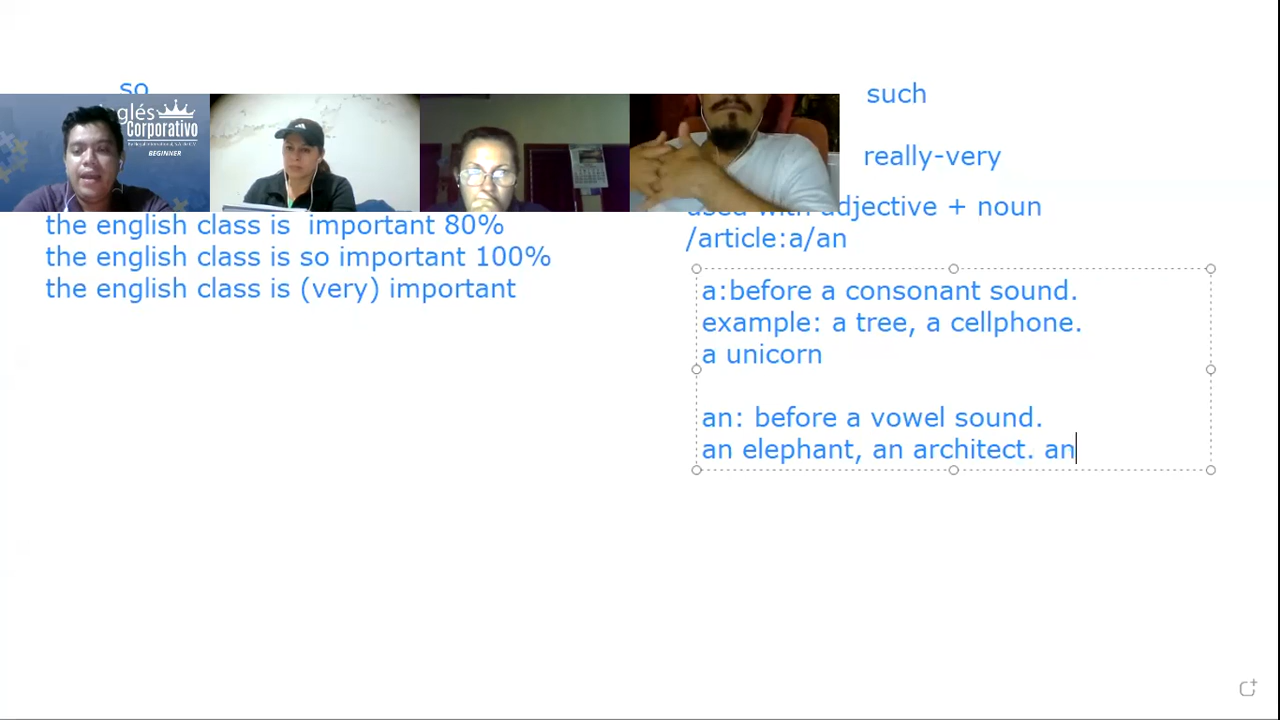 so
inglés
Corporativo
BEGINNER
the english class is  important 80%
the english class is so important 100%
the english class is (very) important
such
really-very
used with adjective + noun
/article:a/an
a:before a consonant sound.
example: a tree, a cellphone.
a unicorn
an: before a vowel sound.
an elephant, an architect. an